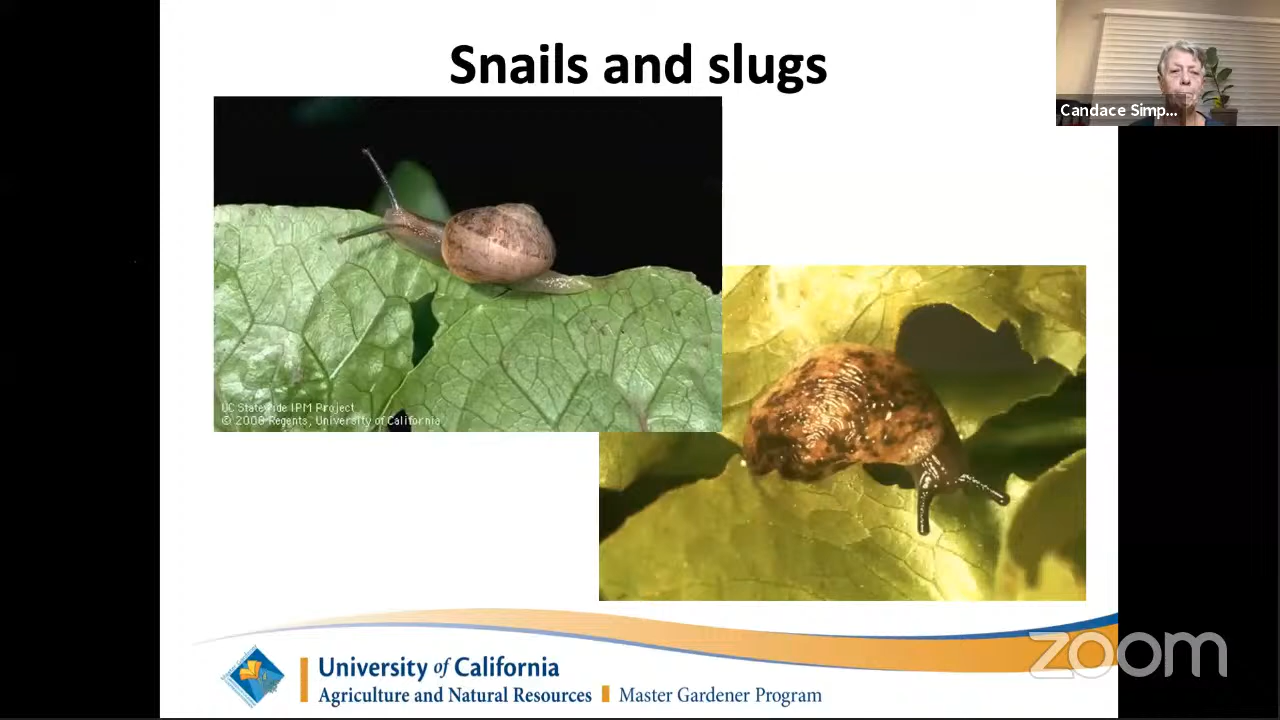 Snails and slugs
Candace Simp...
UC Statewide IPM Project
© 2000 Regents, University of California
University of California
Agriculture and Natural Resources Master Gardener Program
zoom